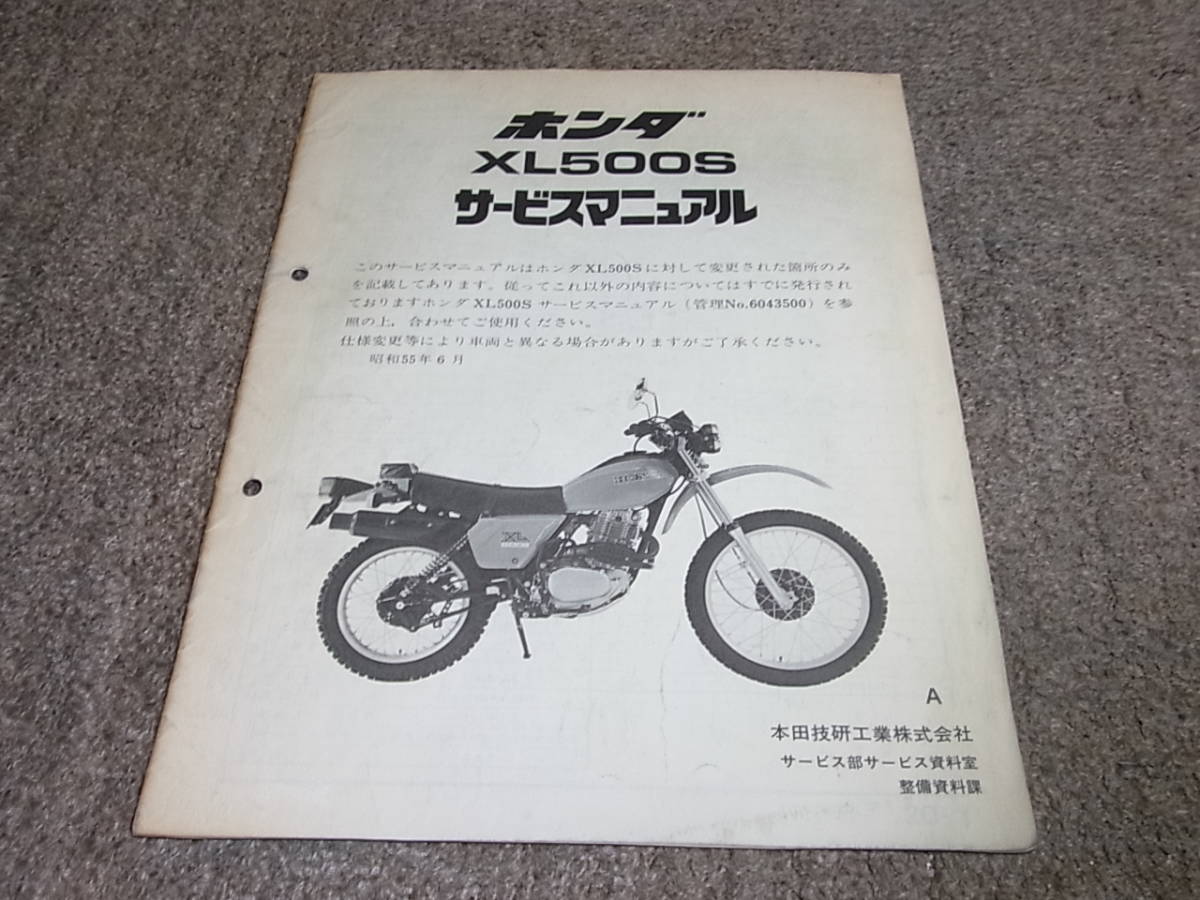 ホンダ
XL500S
サービスマニュアル
このサービスマニュアルはホンダXL500Sに対して変更された箇所のみ
を記載してあります。従ってこれ以外の内容についてはすでに発行され
ておりますホンダXL500S サービスマニュアル(管理No.6043500)を参
照の上,合わせてご使用ください。
仕様変更等により車両と異なる場合がありますがご了承ください。
昭和55年6月
HONDA
XL
A
本田技研工業株式会社
サービス部サービス資料室
整備資料課